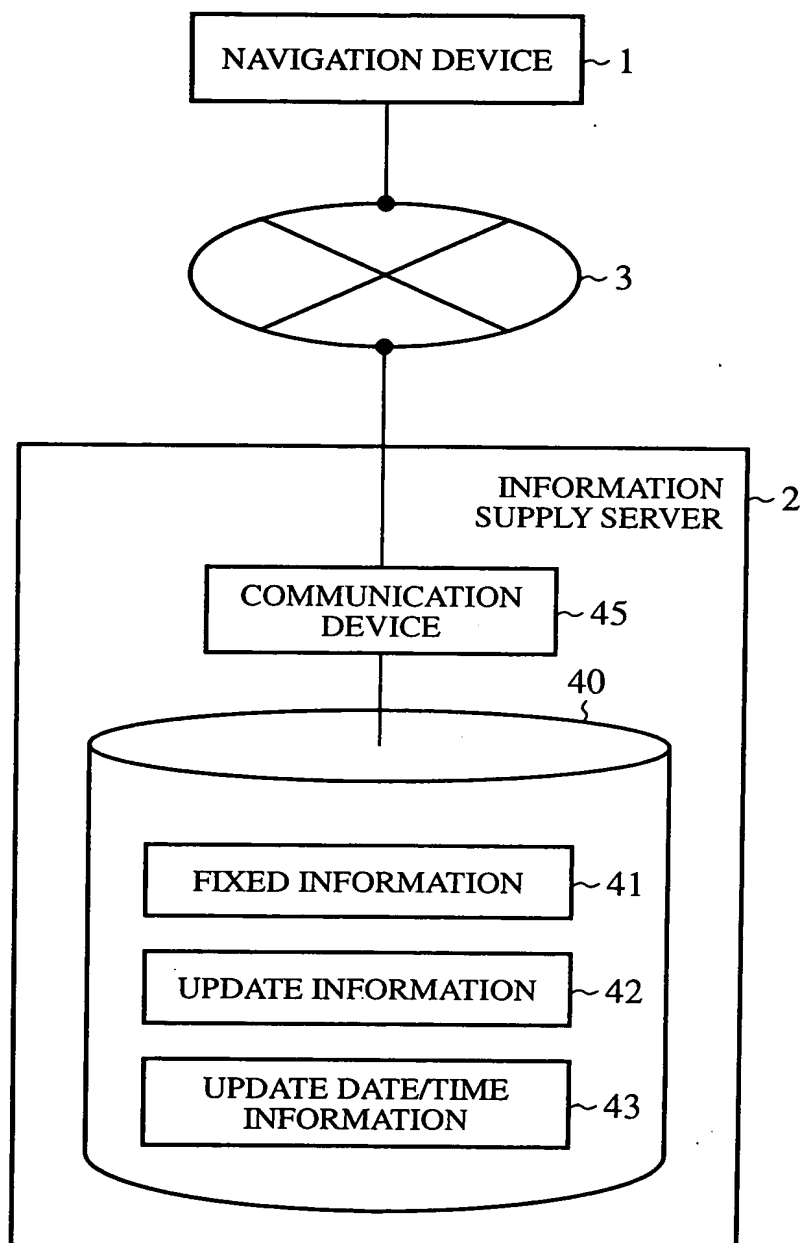 NAVIGATION DEVICE
1
3
INFORMATION
SUPPLY SERVER
2
COMMUNICATION
DEVICE
45
40
FIXED INFORMATION
41
UPDATE INFORMATION
42
UPDATE DATE/TIME
INFORMATION
43